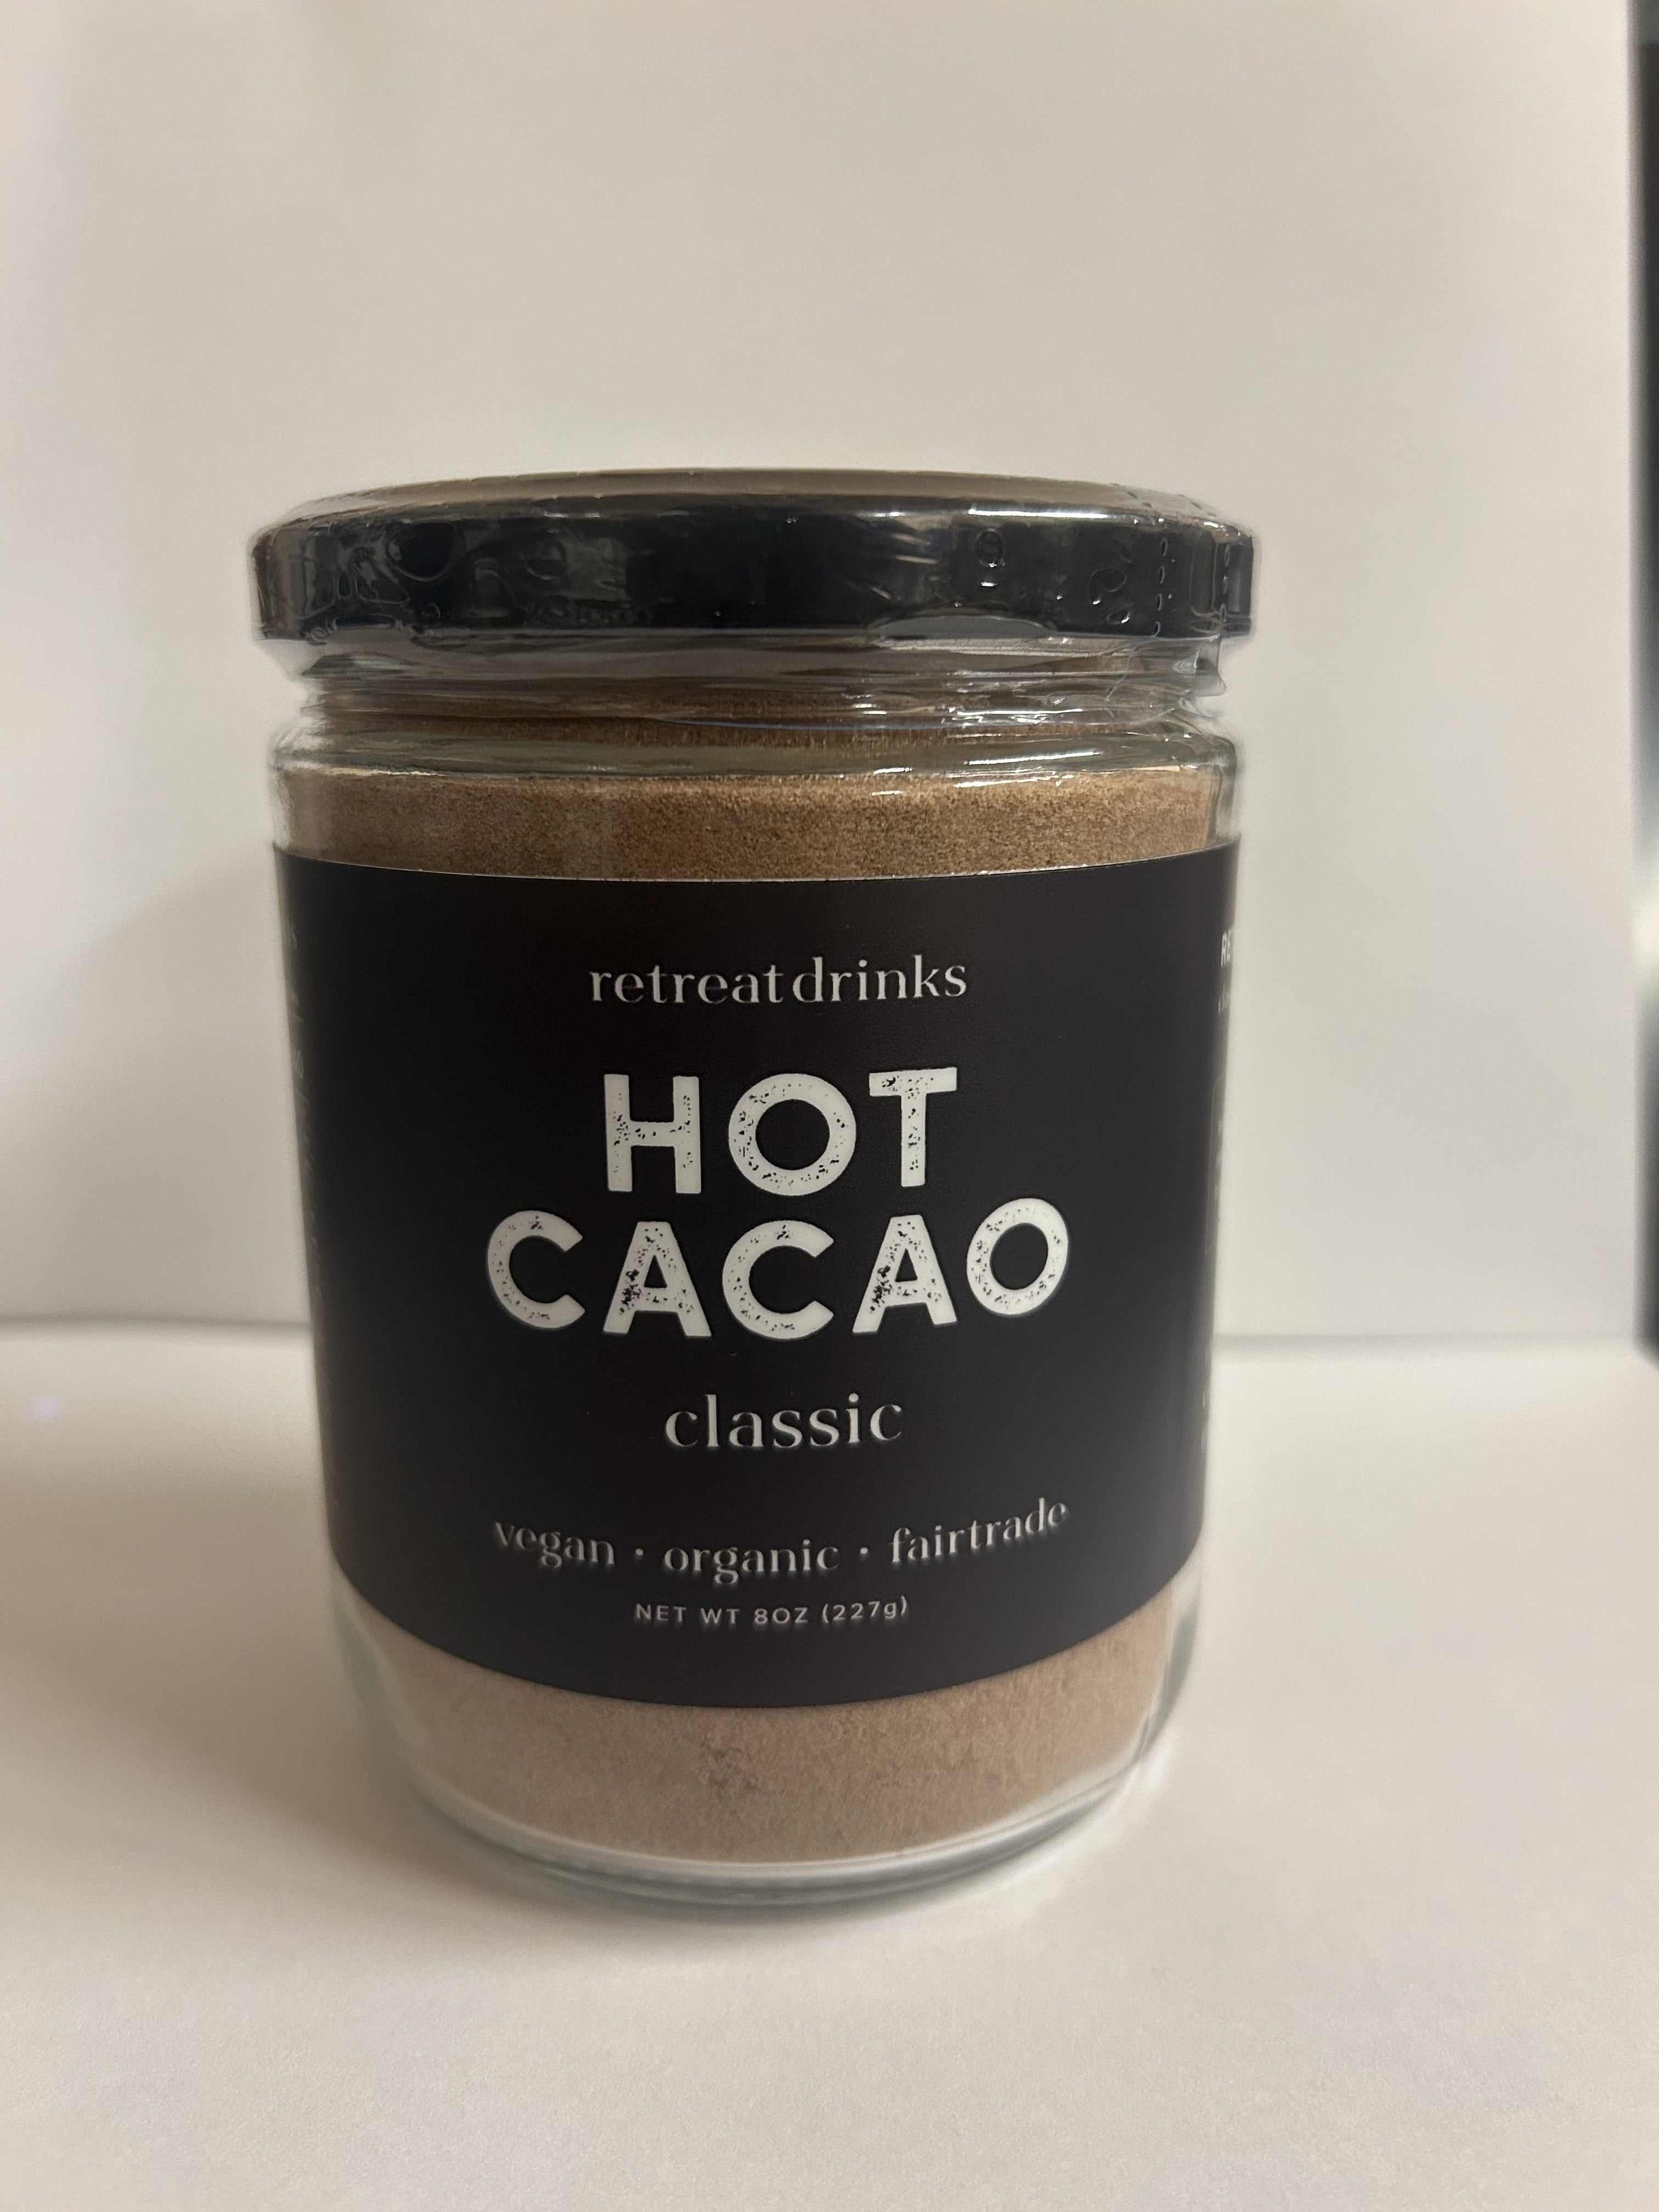 retreat drinks
HOT
CACAO
classic
vegan · organic · fairtrade
NET WT 8OZ (227g)